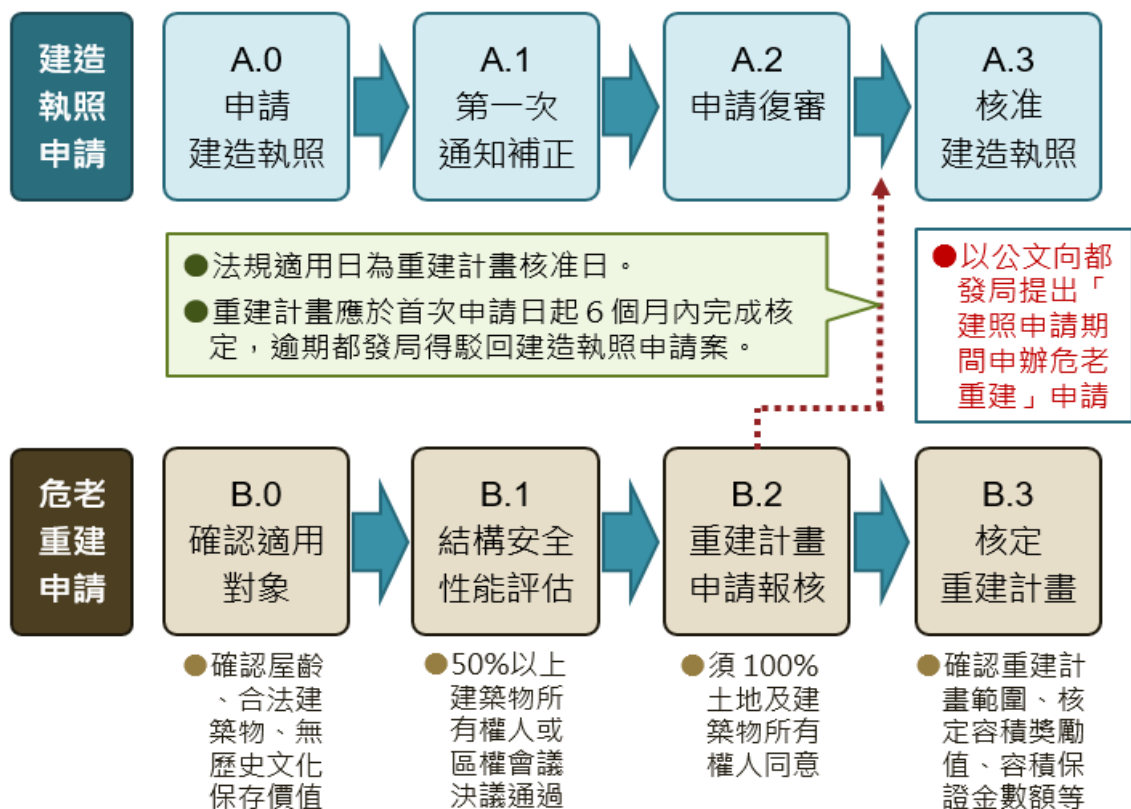 建造
執照
申請
A.0
申請
建造執照
A.1
第一次
通知補正
A.2
申請復審
A.3
核准
建造執照
●法規適用日為重建計畫核准日。
●重建計畫應於首次申請日起6個月內完成核
定，逾期都發局得駁回建造執照申請案。
●以公文向都
發局提出「
建照申請期
間申辦危老
重建」申請
危老
重建
申請
B.0
確認適用
對象
B.1
結構安全
性能評估
B.2
重建計畫
申請報核
B.3
核定
重建計畫
●確認屋齡
、合法建
築物、無
歷史文化
保存價值
●50%以上
建築物所
有權人或
區權會議
決議通過
●須100%
土地及建
築物所有
權人同意
●確認重建計
畫範圍、核
定容積獎勵
值、容積保
證金數額等